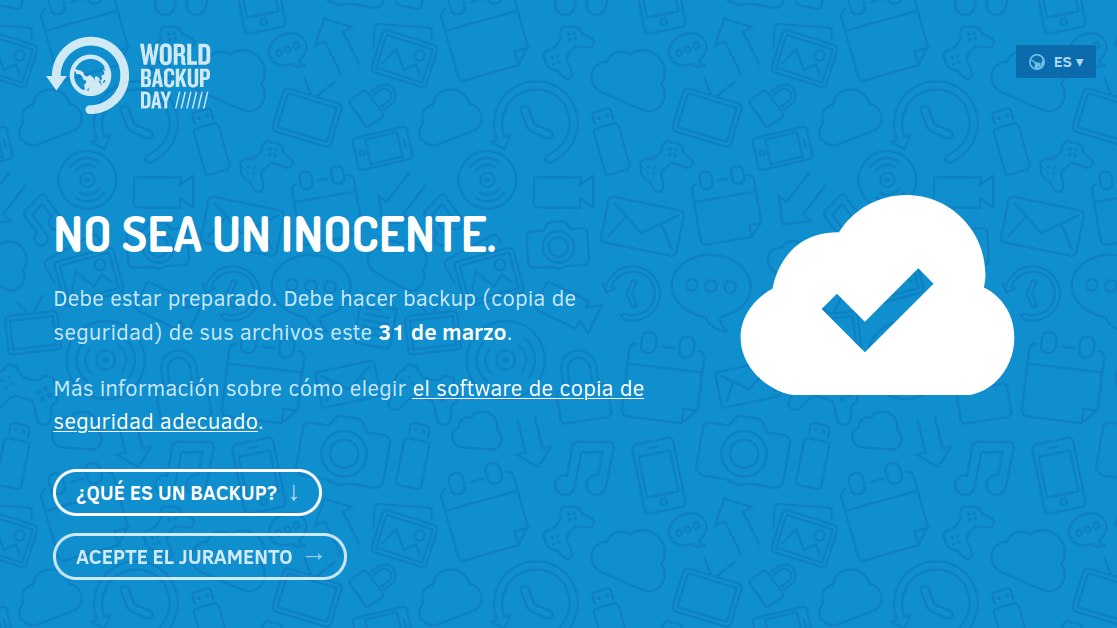 WORLD
BACKUP
DAY //////
ES ▾
NO SEA UN INOCENTE.
Debe estar preparado. Debe hacer backup (copia de
seguridad) de sus archivos este 31 de marzo.
Más información sobre cómo elegir el software de copia de
seguridad adecuado.
¿QUÉ ES UN BACKUP? ↓
ACEPTE EL JURAMENTO →